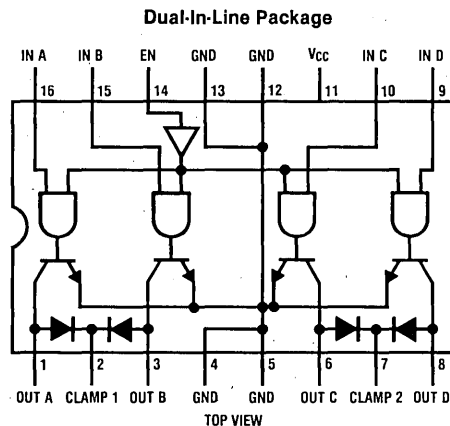 Dual-In-Line Package
IN A IN B EN GND GND VCC IN C IN D
16 15 14 13 12 11 10 9
1 2 3 4 5 6 7 8
OUT A CLAMP 1 OUT B GND GND OUT C CLAMP 2 OUT D
TOP VIEW